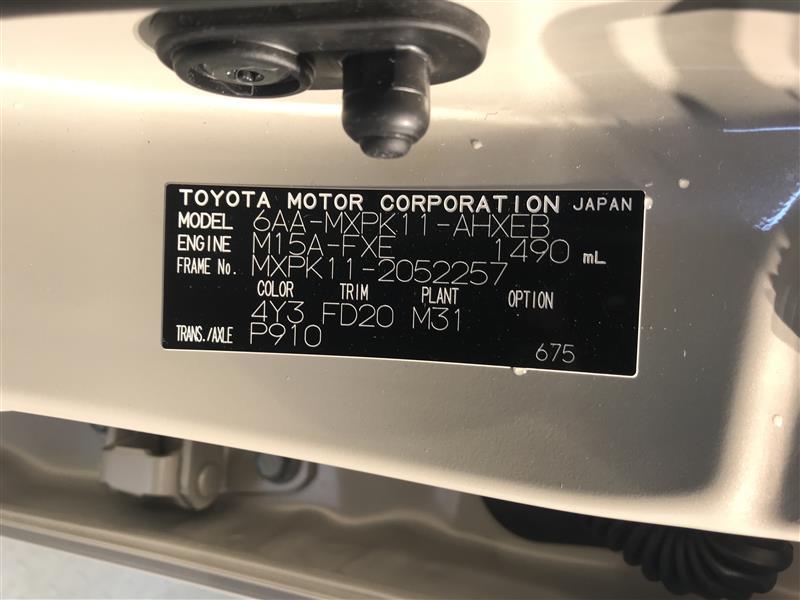 TOYOTA MOTOR CORPORATION JAPAN
MODEL 6AA-MXPK11-AHXEB
ENGINE M15A-FXE 1490 mL
FRAME No. MXPK11-2052257
COLOR TRIM PLANT OPTION
4Y3 FD20 M31
TRANS./AXLE P910
675